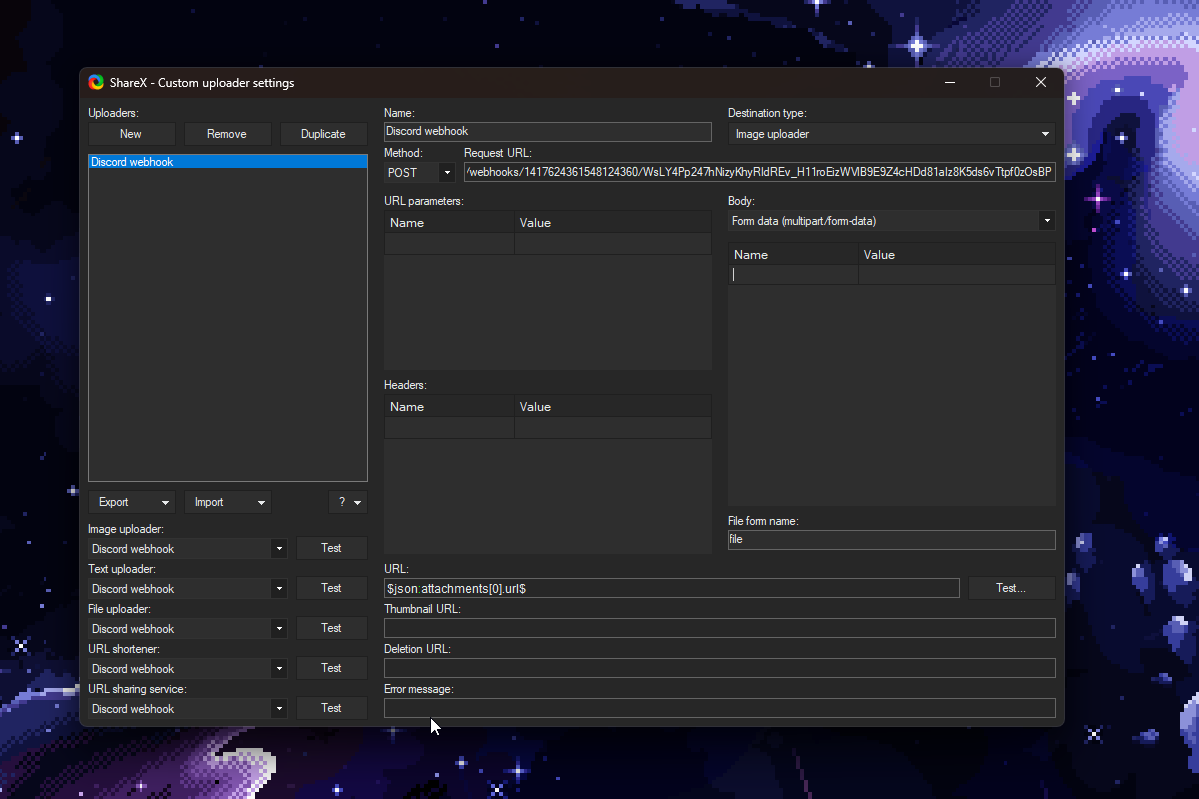 ShareX - Custom uploader settings
Uploaders:
New Remove Duplicate
Discord webhook
Export Import ?
Image uploader:
Discord webhook Test
Text uploader:
Discord webhook Test
File uploader:
Discord webhook Test
URL shortener:
Discord webhook Test
URL sharing service:
Discord webhook Test
Name:
Discord webhook
Method: Request URL:
POST /webhooks/1417624361548124360/WsLY4Pp247hNizyKhyRIdREv_H11roEizWVlB9E9Z4cHDd81alz8K5ds6vTtpf0zOsBP
URL parameters:
Name Value
Headers:
Name Value
Destination type:
Image uploader
Body:
Form data (multipart/form-data)
Name Value
File form name:
file
URL:
$json:attachments[0].url$ Test...
Thumbnail URL:
Deletion URL:
Error message: